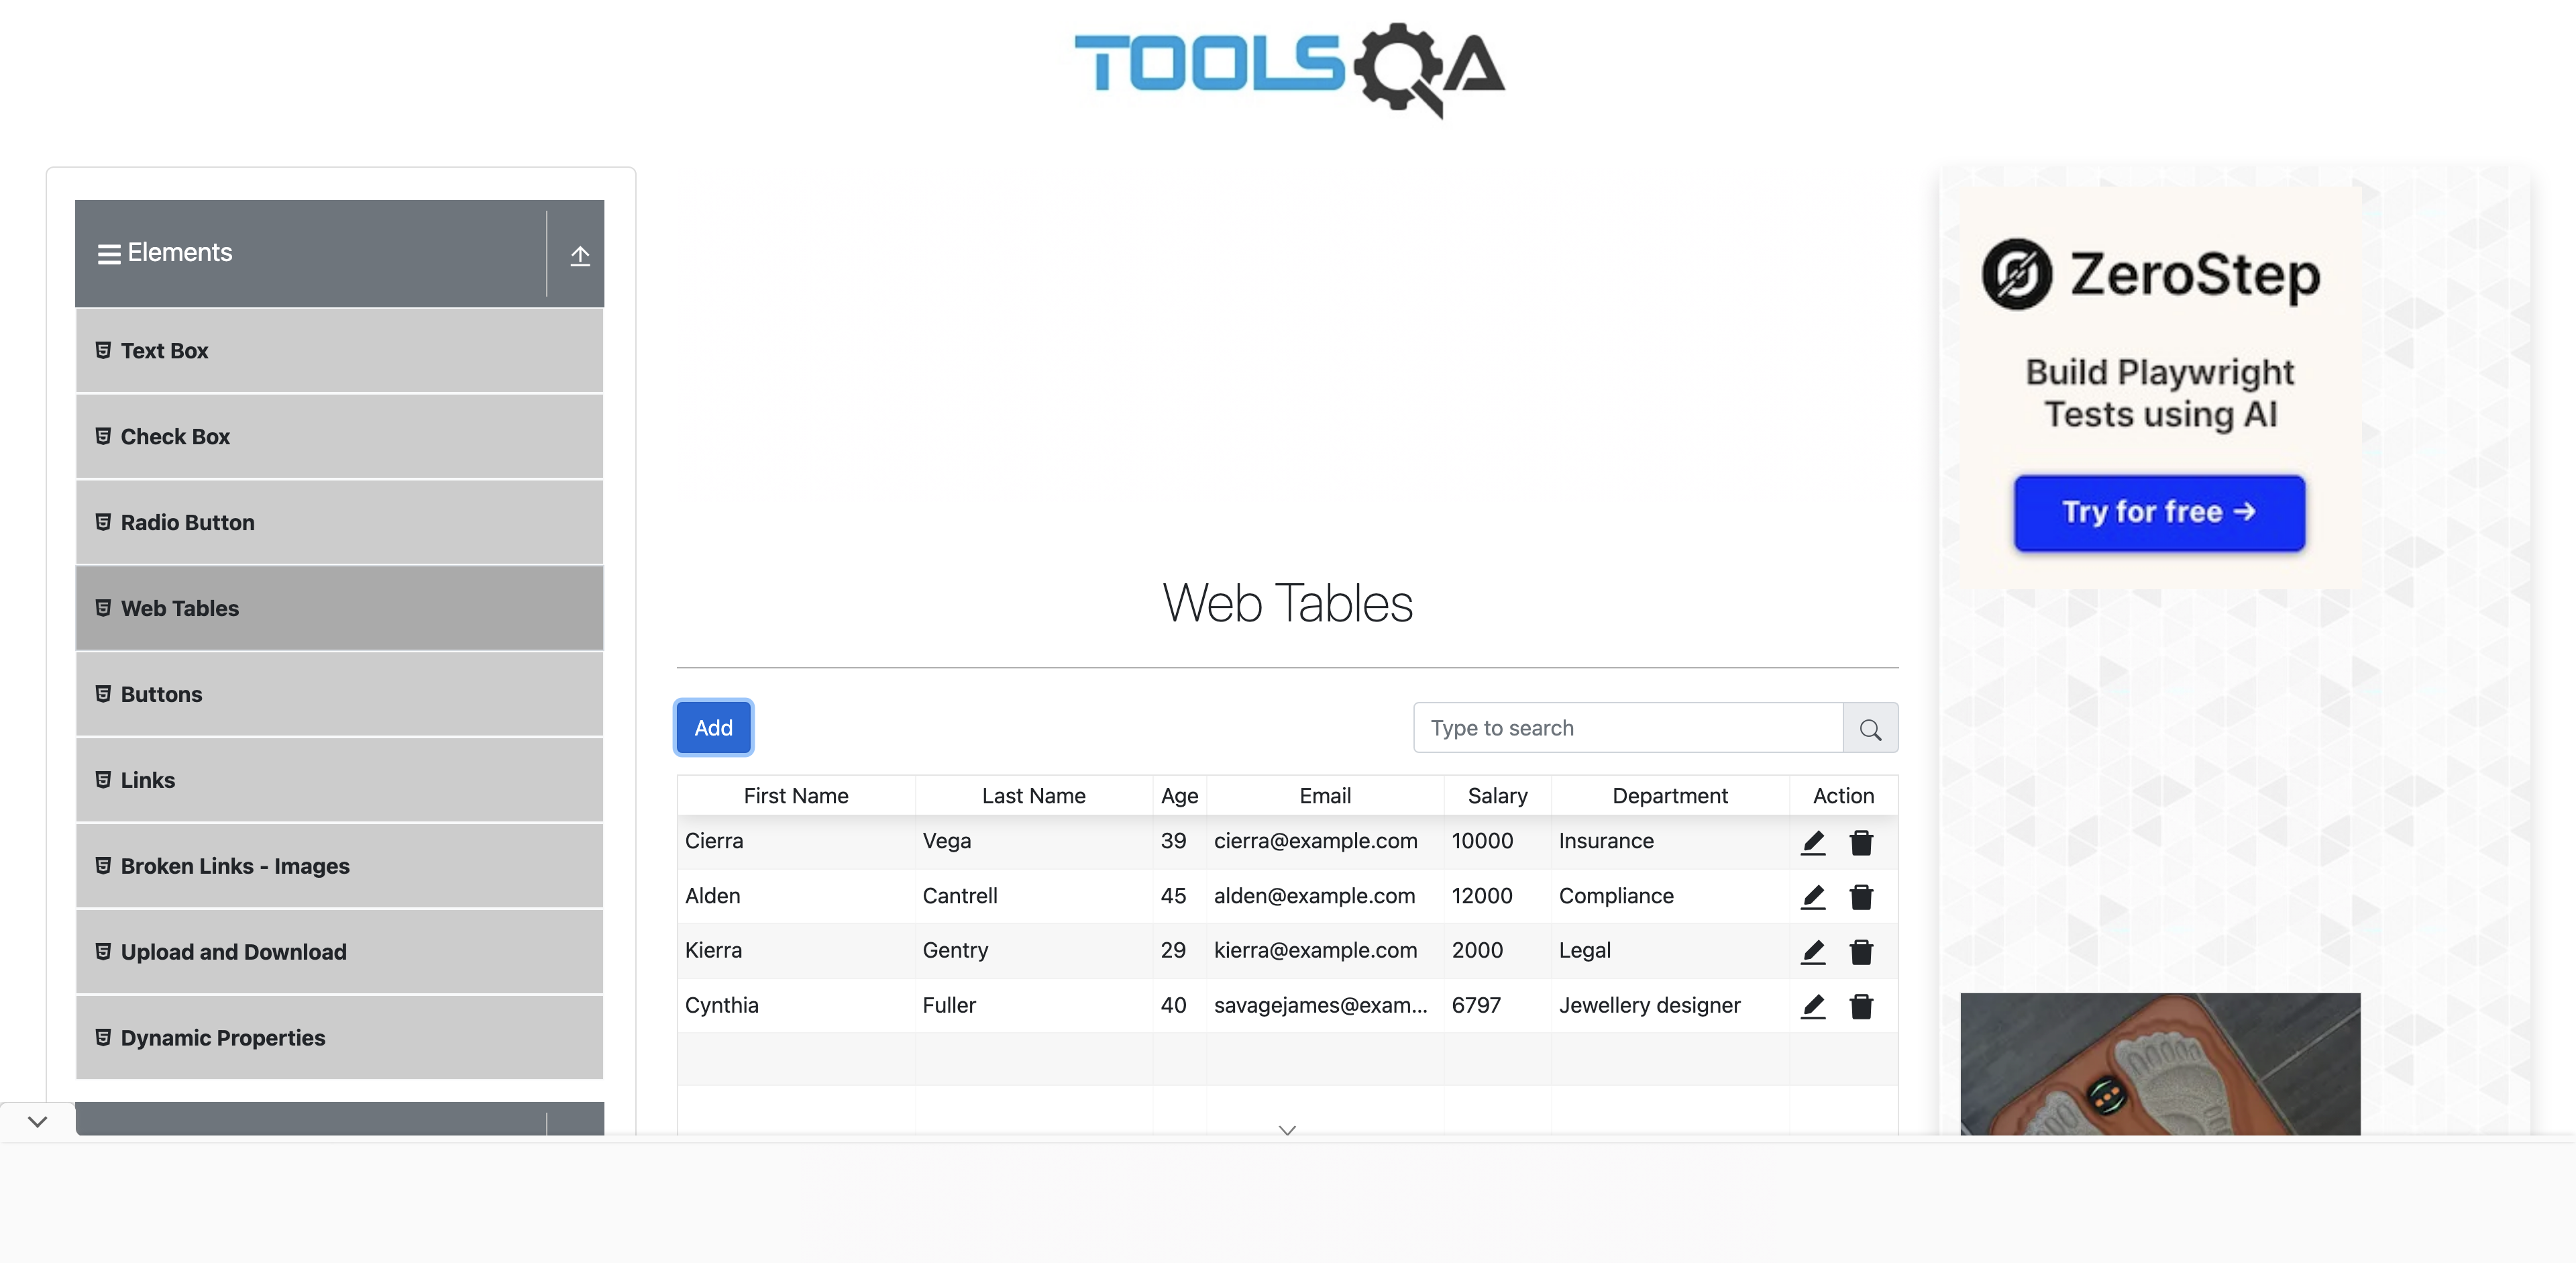 TOOLSQA
Elements
Text Box
Check Box
Radio Button
Web Tables
Buttons
Links
Broken Links - Images
Upload and Download
Dynamic Properties
Web Tables
Add
Type to search
First Name Last Name Age Email Salary Department Action
Cierra Vega 39 cierra@example.com 10000 Insurance
Alden Cantrell 45 alden@example.com 12000 Compliance
Kierra Gentry 29 kierra@example.com 2000 Legal
Cynthia Fuller 40 savagejames@exam... 6797 Jewellery designer
ZeroStep
Build Playwright
Tests using AI
Try for free →